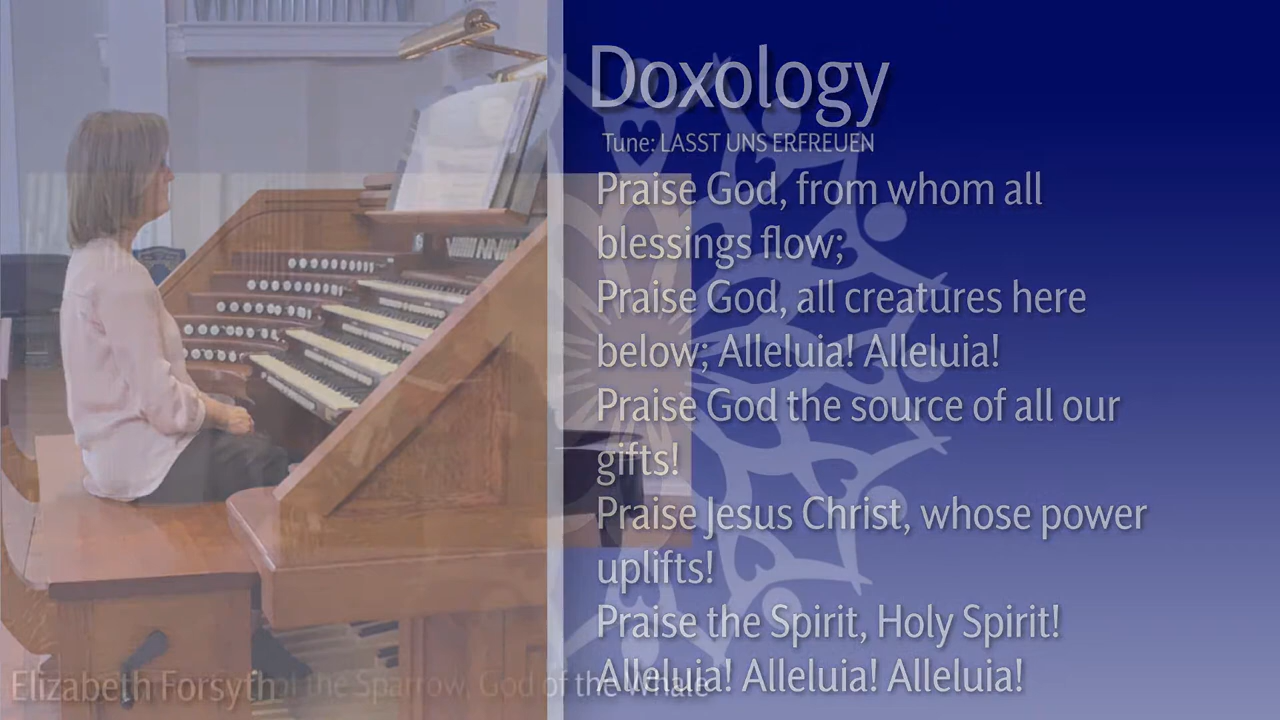 Doxology
Tune: LASST UNS ERFREUEN
Praise God, from whom all
blessings flow;
Praise God, all creatures here
below; Alleluia! Alleluia!
Praise God the source of all our
gifts!
Praise Jesus Christ, whose power
uplifts!
Praise the Spirit, Holy Spirit!
Alleluia! Alleluia! Alleluia!
Elizabeth Forsyth
of the Sparrow, God of the Whale